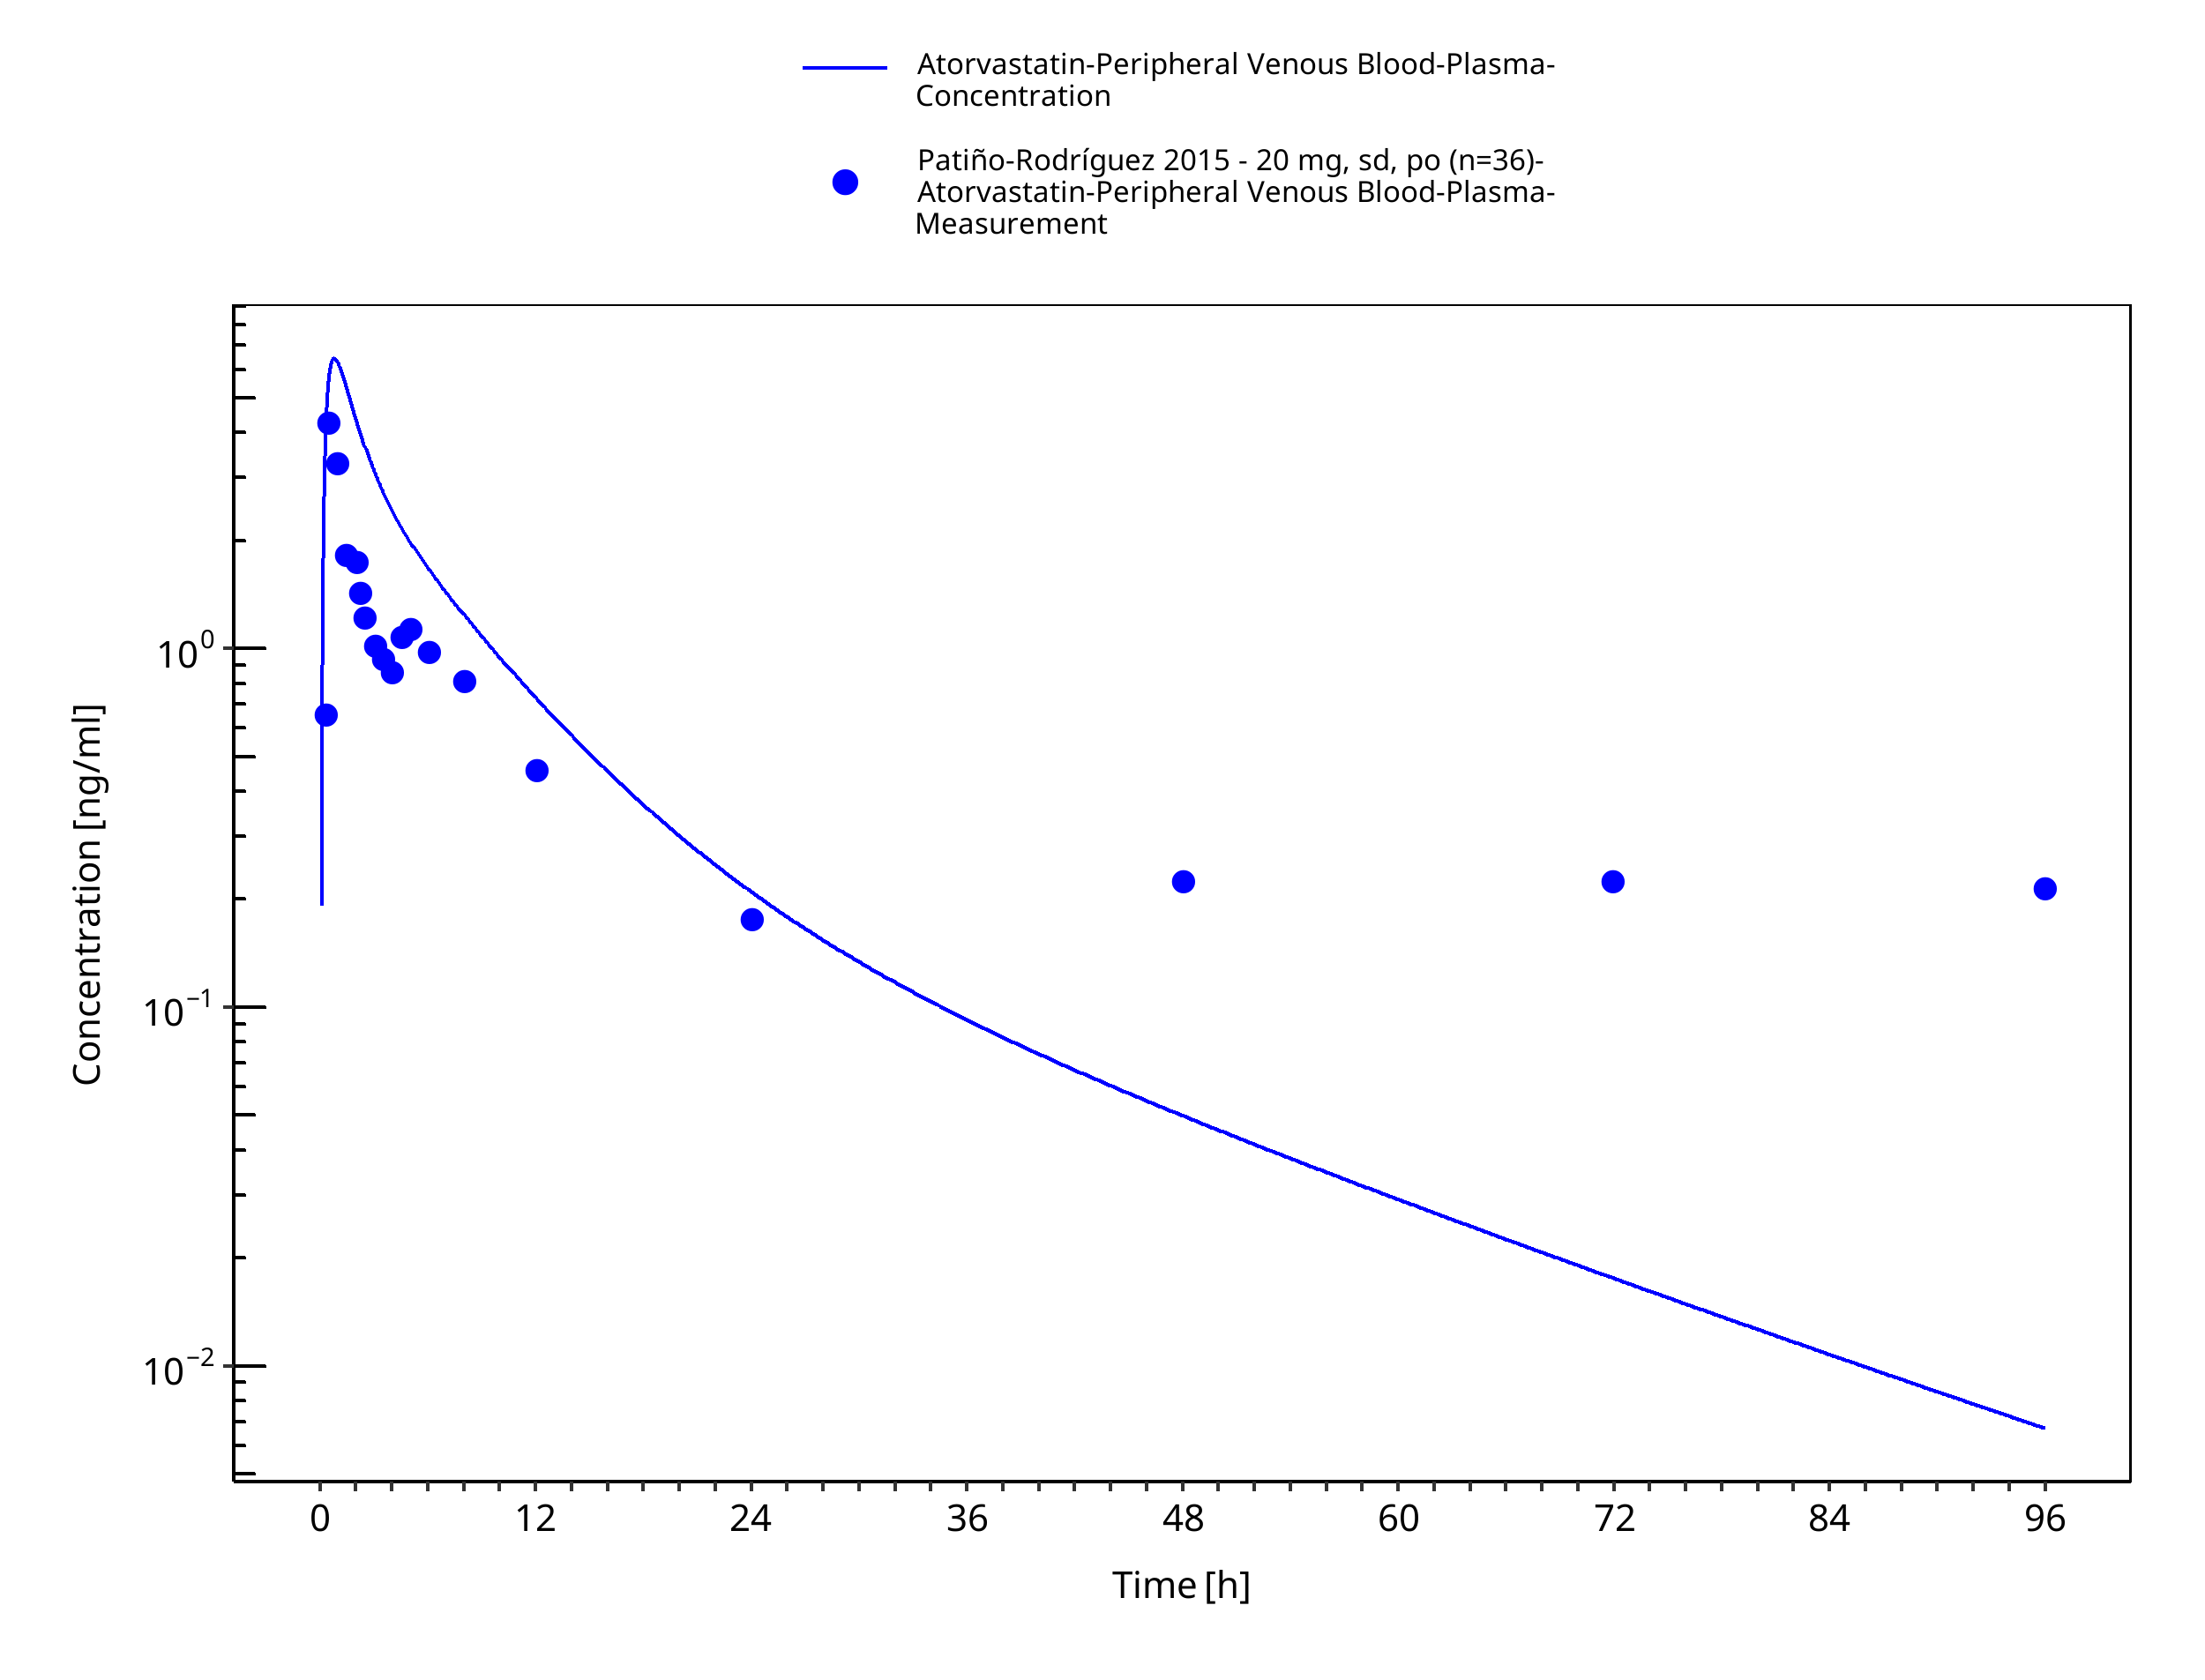 Atorvastatin-Peripheral Venous Blood-Plasma-
Concentration
Patiño-Rodríguez 2015 - 20 mg, sd, po (n=36)-
Atorvastatin-Peripheral Venous Blood-Plasma-
Measurement
Concentration [ng/ml]
10⁰
10⁻¹
10⁻²
0 12 24 36 48 60 72 84 96
Time [h]